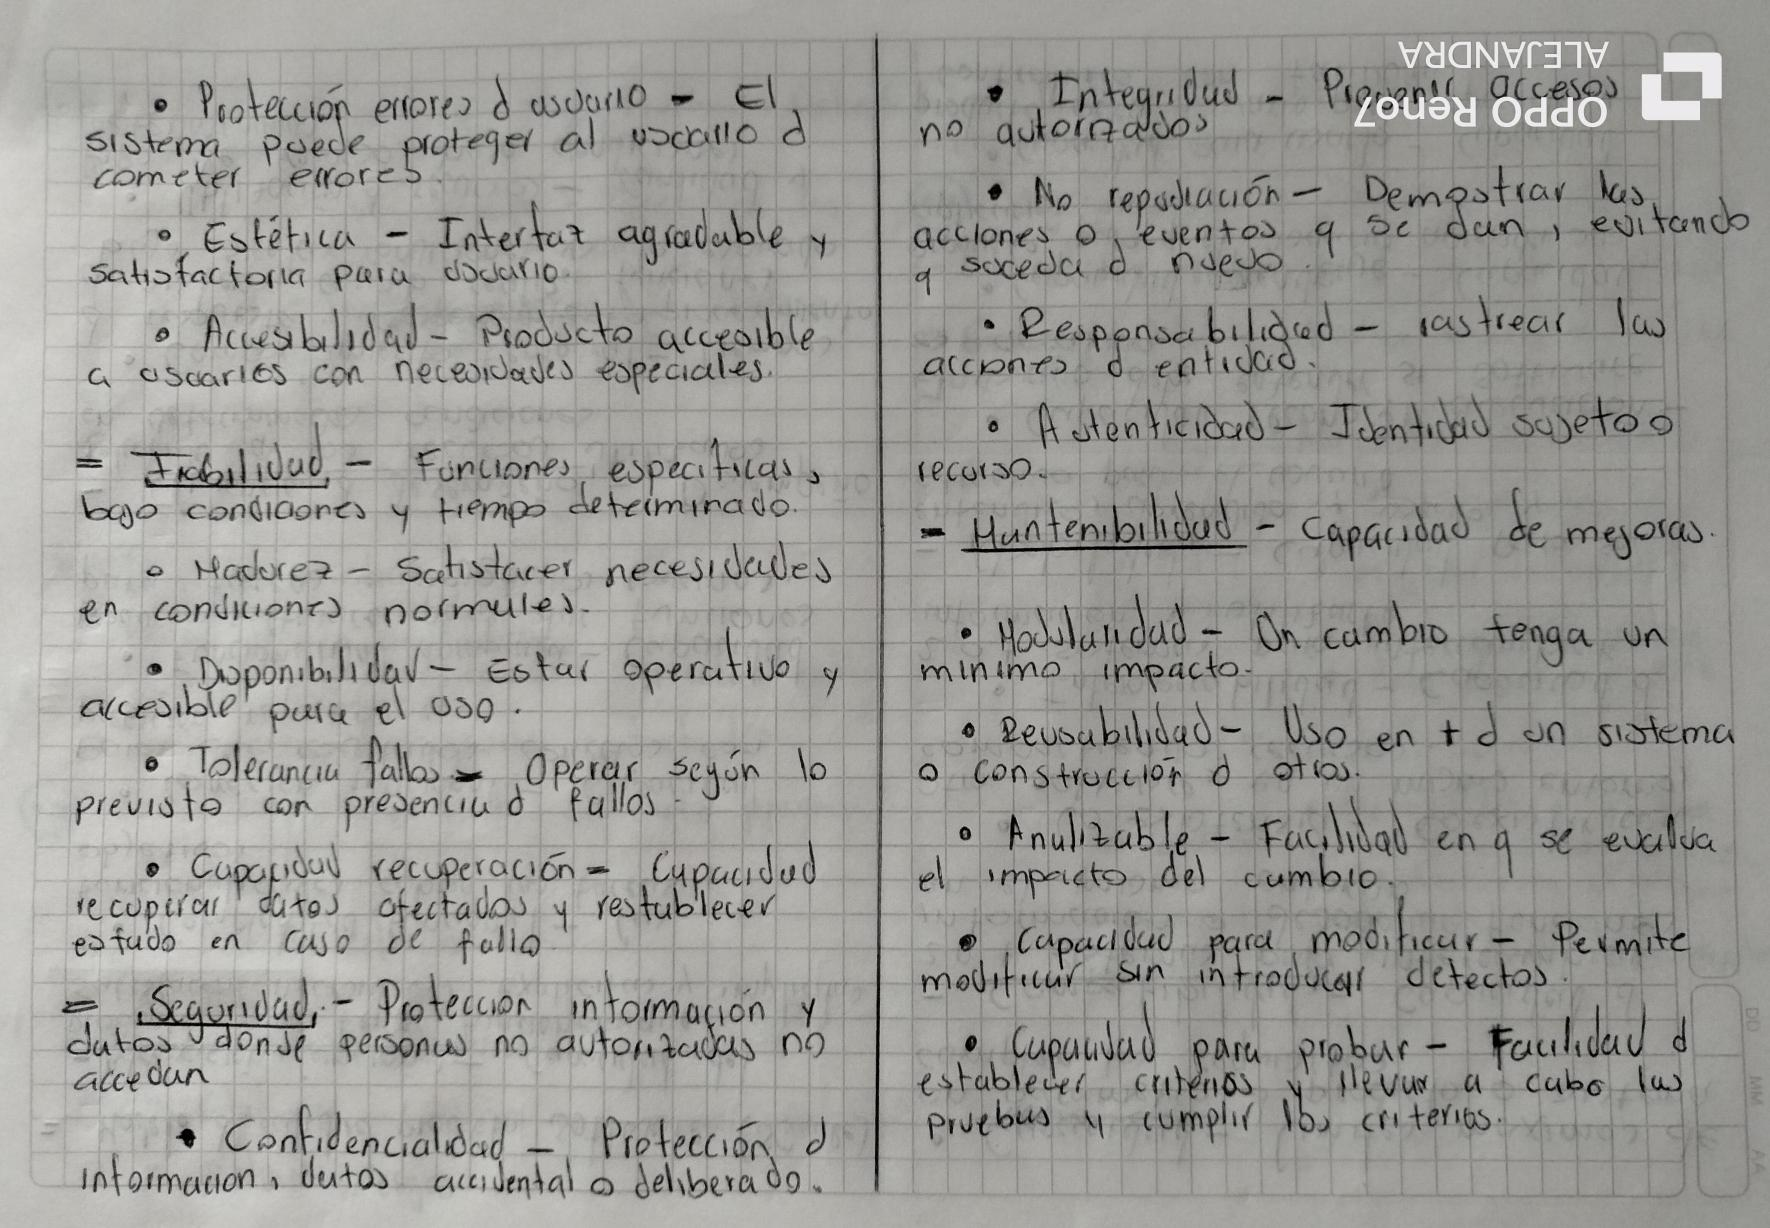 • Protección errores d usuario - El
sistema puede proteger al usuario d
cometer errores.
• Estética - Interfaz agradable y
satisfactoria para usuario.
• Accesibilidad - Producto accesible
a usuarios con necesidades especiales.
= Fiabilidad - Funciones especificas,
bajo condiciones y tiempo determinado.
• Madurez - Satisfacer necesidades
en condiciones normales.
• Disponibilidad - Estar operativo y
accesible para el uso.
• Tolerancia fallos - Operar según lo
previsto con presencia d fallos.
• Capacidad recuperación - Capacidad
recuperar datos afectados y restablecer
estado en caso de fallo
= Seguridad - Proteccion información y
datos donde personas no autorizadas no
accedan
• Confidencialidad - Protección d
informacion, datos accidental o deliberado.
• Integridad - Prevenir accesos
no autorizados
• No repudiación - Demostrar las
acciones o eventos q se dan, evitando
q suceda d nuevo.
• Responsabilidad - rastrear las
acciones d entidad.
• Autenticidad - Identidad sujeto o
recurso.
- Mantenibilidad - Capacidad de mejoras.
• Modularidad - Un cambio tenga un
minimo impacto.
• Reusabilidad - Uso en + d un sistema
o construcción d otros.
• Analizable - Facilidad en q se evalua
el impacto del cambio.
• Capacidad para modificar - Permite
modificar sin introducir defectos.
• Capacidad para probar - Facilidad d
establecer criterios y llevar a cabo las
pruebas y cumplir los criterios.
OPPO Reno7
ALEJANDRA